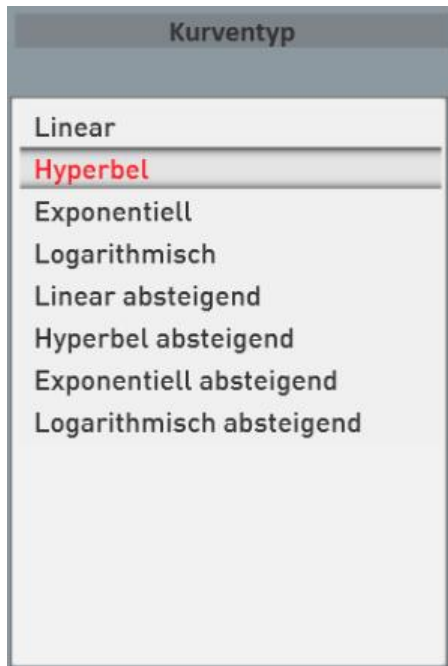 Kurventyp
Linear
Hyperbel
Exponentiell
Logarithmisch
Linear absteigend
Hyperbel absteigend
Exponentiell absteigend
Logarithmisch absteigend